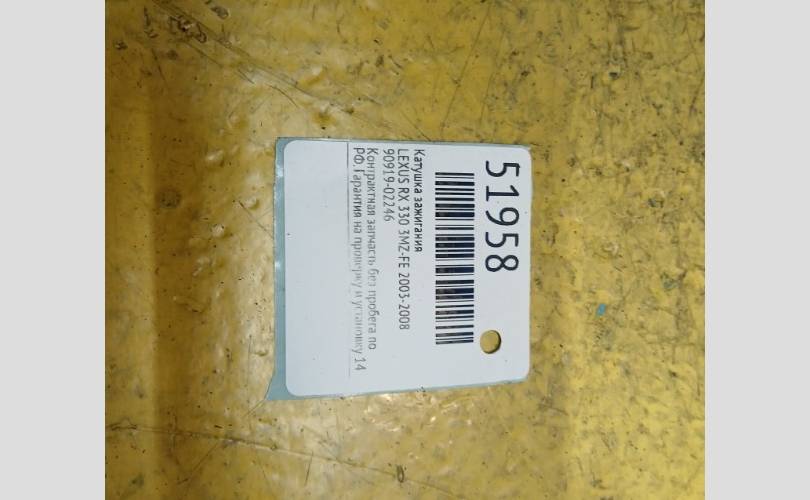 51958
Катушка зажигания
LEXUS RX 330 3MZ-FE 2003-2008
90919-02246
Контрактная запчасть без пробега по
РФ. Гарантия на проверку и установку 14